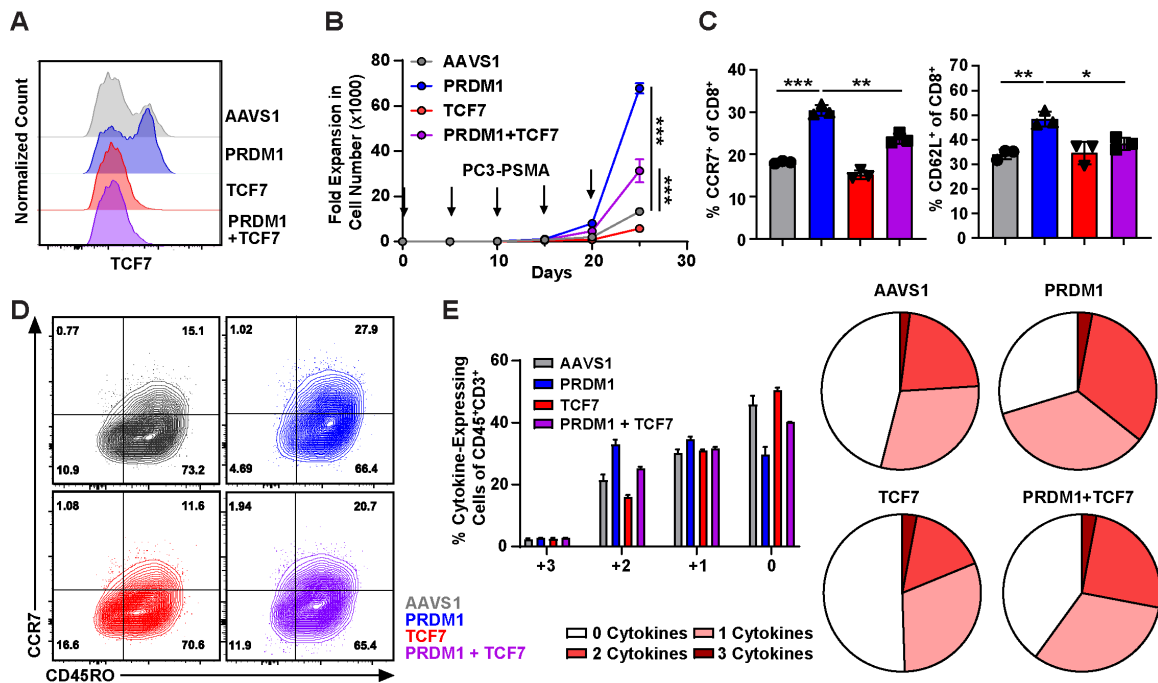 A
Normalized Count
AAVS1
PRDM1
TCF7
PRDM1
+TCF7
TCF7
B
Fold Expansion in
Cell Number (x1000)
80
60
40
20
0
AAVS1
PRDM1
TCF7
PRDM1+TCF7
PC3-PSMA
***
***
0
10
20
30
Days
C
% CCR7+ of CD8+
40
30
20
10
0
***
**
% CD62L+ of CD8+
70
60
50
40
30
20
10
0
**
*
D
CCR7
0.77
15.1
10.9
73.2
1.02
27.9
4.69
66.4
1.08
11.6
16.6
70.6
1.94
20.7
11.9
65.4
CD45RO
AAVS1
PRDM1
TCF7
PRDM1 + TCF7
E
% Cytokine-Expressing
Cells of CD45+CD3+
60
40
20
0
AAVS1
PRDM1
TCF7
PRDM1 + TCF7
+3
+2
+1
0
AAVS1
PRDM1
TCF7
PRDM1+TCF7
0 Cytokines
1 Cytokines
2 Cytokines
3 Cytokines